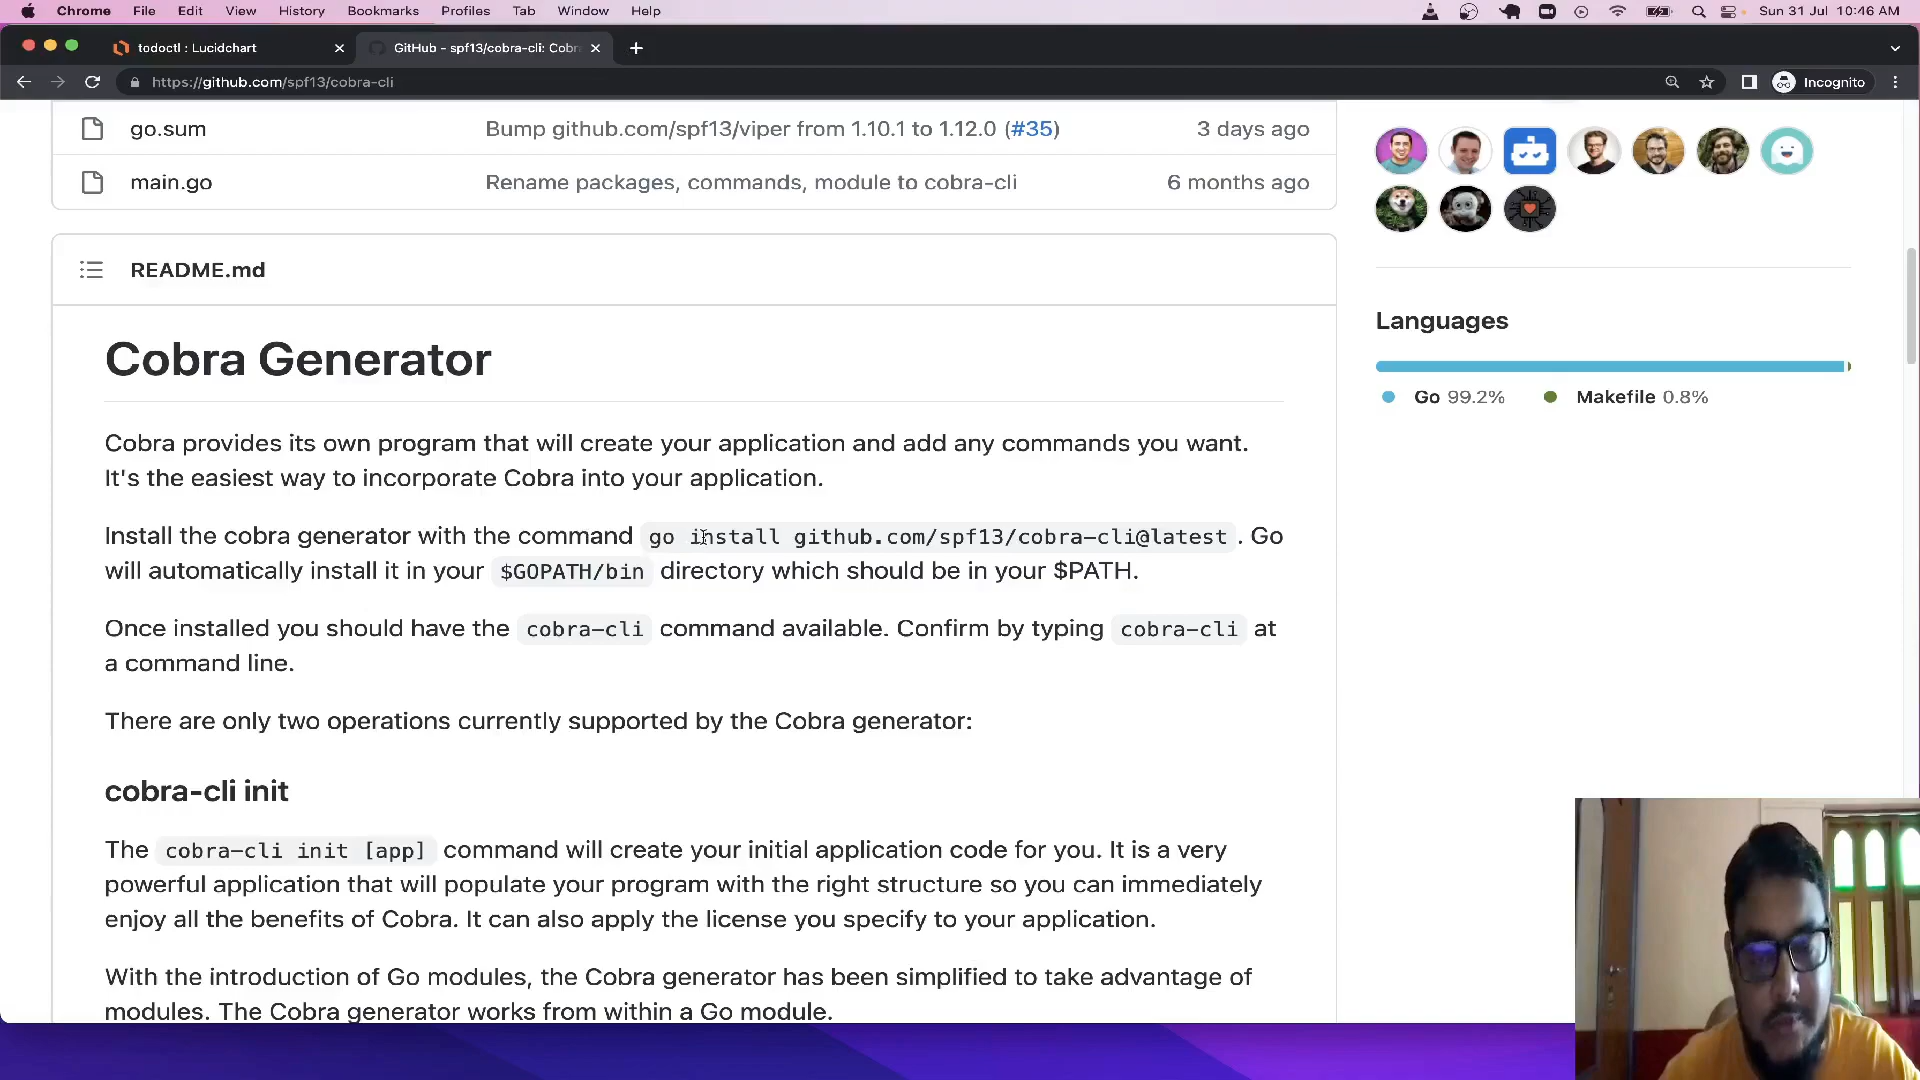 Chrome File Edit View History Bookmarks Profiles Tab Window Help Sun 31 Jul 10:46 AM
todoctl : Lucidchart GitHub - spf13/cobra-cli: Cobr
https://github.com/spf13/cobra-cli Incognito
go.sum Bump github.com/spf13/viper from 1.10.1 to 1.12.0 (#35) 3 days ago
main.go Rename packages, commands, module to cobra-cli 6 months ago
README.md
Languages
Go 99.2% Makefile 0.8%
Cobra Generator
Cobra provides its own program that will create your application and add any commands you want.
It's the easiest way to incorporate Cobra into your application.
Install the cobra generator with the command go install github.com/spf13/cobra-cli@latest . Go
will automatically install it in your $GOPATH/bin directory which should be in your $PATH.
Once installed you should have the cobra-cli command available. Confirm by typing cobra-cli at
a command line.
There are only two operations currently supported by the Cobra generator:
cobra-cli init
The cobra-cli init [app] command will create your initial application code for you. It is a very
powerful application that will populate your program with the right structure so you can immediately
enjoy all the benefits of Cobra. It can also apply the license you specify to your application.
With the introduction of Go modules, the Cobra generator has been simplified to take advantage of
modules. The Cobra generator works from within a Go module.